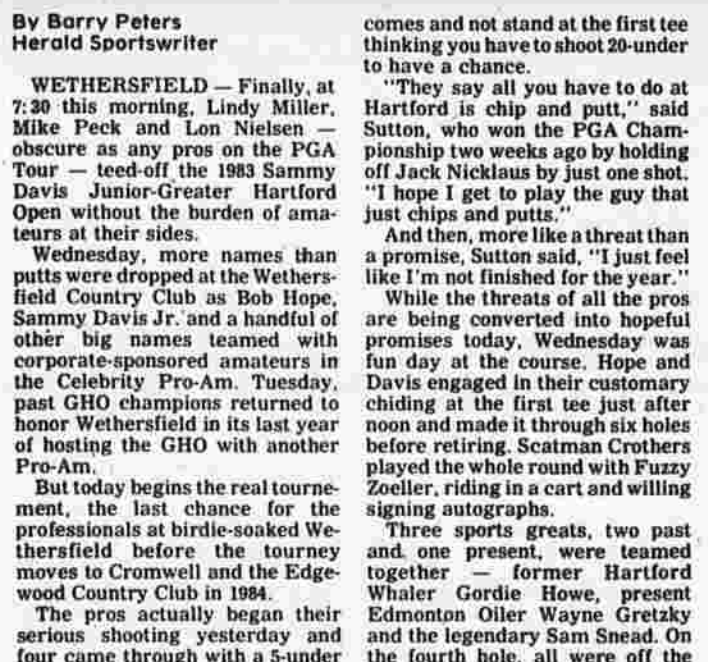 By Barry Peters
Herald Sportswriter
WETHERSFIELD — Finally, at
7:30 this morning, Lindy Miller,
Mike Peck and Lon Nielsen —
obscure as any pros on the PGA
Tour — teed-off the 1983 Sammy
Davis Junior-Greater Hartford
Open without the burden of ama-
teurs at their sides.
Wednesday, more names than
putts were dropped at the Wethers-
field Country Club as Bob Hope,
Sammy Davis Jr. and a handful of
other big names teamed with
corporate-sponsored amateurs in
the Celebrity Pro-Am. Tuesday,
past GHO champions returned to
honor Wethersfield in its last year
of hosting the GHO with another
Pro-Am.
But today begins the real tourne-
ment, the last chance for the
professionals at birdie-soaked We-
thersfield before the tourney
moves to Cromwell and the Edge-
wood Country Club in 1984.
The pros actually began their
serious shooting yesterday and
four came through with a 5-under
comes and not stand at the first tee
thinking you have to shoot 20-under
to have a chance.
"They say all you have to do at
Hartford is chip and putt," said
Sutton, who won the PGA Cham-
pionship two weeks ago by holding
off Jack Nicklaus by just one shot.
"I hope I get to play the guy that
just chips and putts."
And then, more like a threat than
a promise, Sutton said, "I just feel
like I'm not finished for the year."
While the threats of all the pros
are being converted into hopeful
promises today, Wednesday was
fun day at the course. Hope and
Davis engaged in their customary
chiding at the first tee just after
noon and made it through six holes
before retiring. Scatman Crothers
played the whole round with Fuzzy
Zoeller, riding in a cart and willing
signing autographs.
Three sports greats, two past
and one present, were teamed
together — former Hartford
Whaler Gordie Howe, present
Edmonton Oiler Wayne Gretzky
and the legendary Sam Snead. On
the fourth hole, all were off the